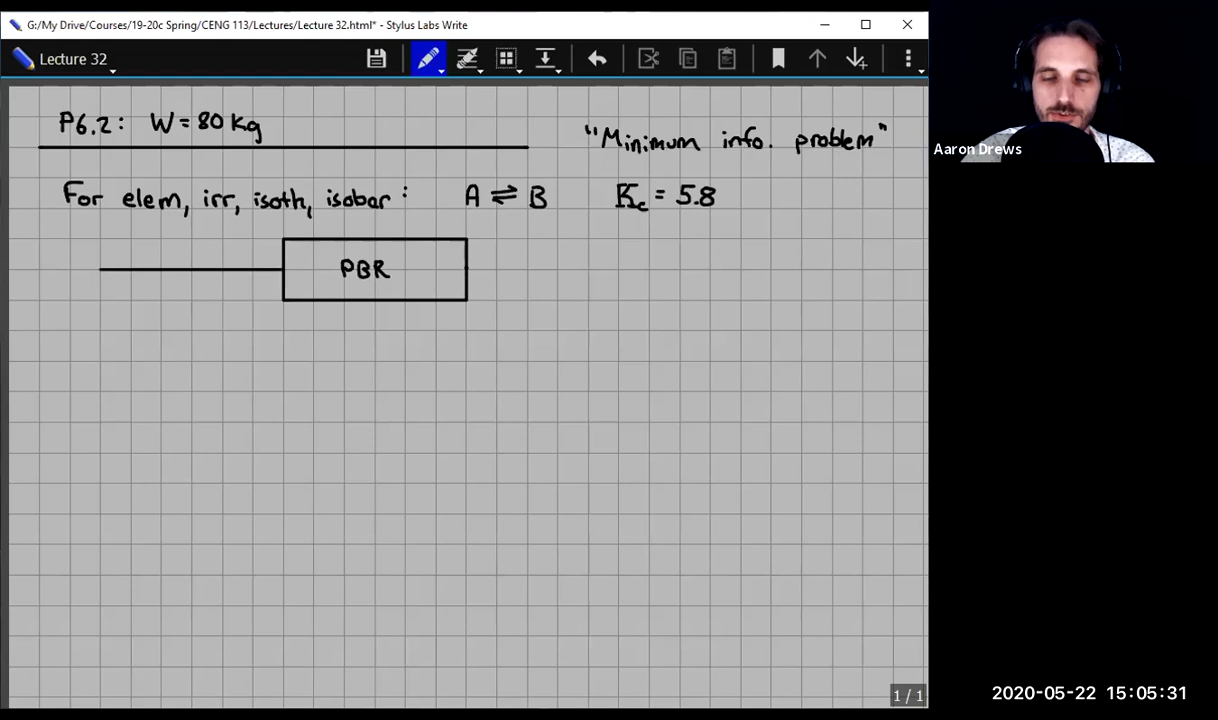 G:/My Drive/Courses/19-20c Spring/CENG 113/Lectures/Lecture 32.html* - Stylus Labs Write
Lecture 32
P6.2: W = 80 kg
"Minimum info. problem"
For elem, irr, isoth, isobar: A ⇌ B Kc = 5.8
PBR
Aaron Drews
1 / 1
2020-05-22 15:05:31